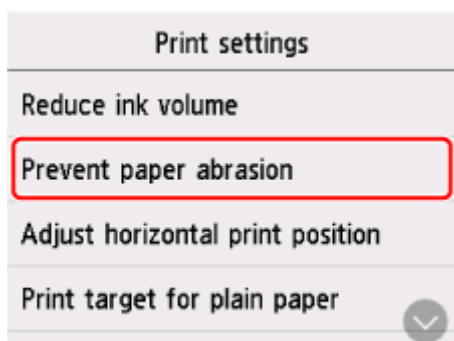 Print settings
Reduce ink volume
Prevent paper abrasion
Adjust horizontal print position
Print target for plain paper